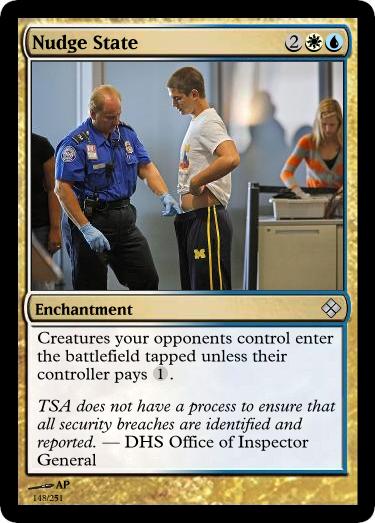 Nudge State 2
Enchantment
Creatures your opponents control enter
the battlefield tapped unless their
controller pays 1.
TSA does not have a process to ensure that
all security breaches are identified and
reported. — DHS Office of Inspector
General
AP
148/251